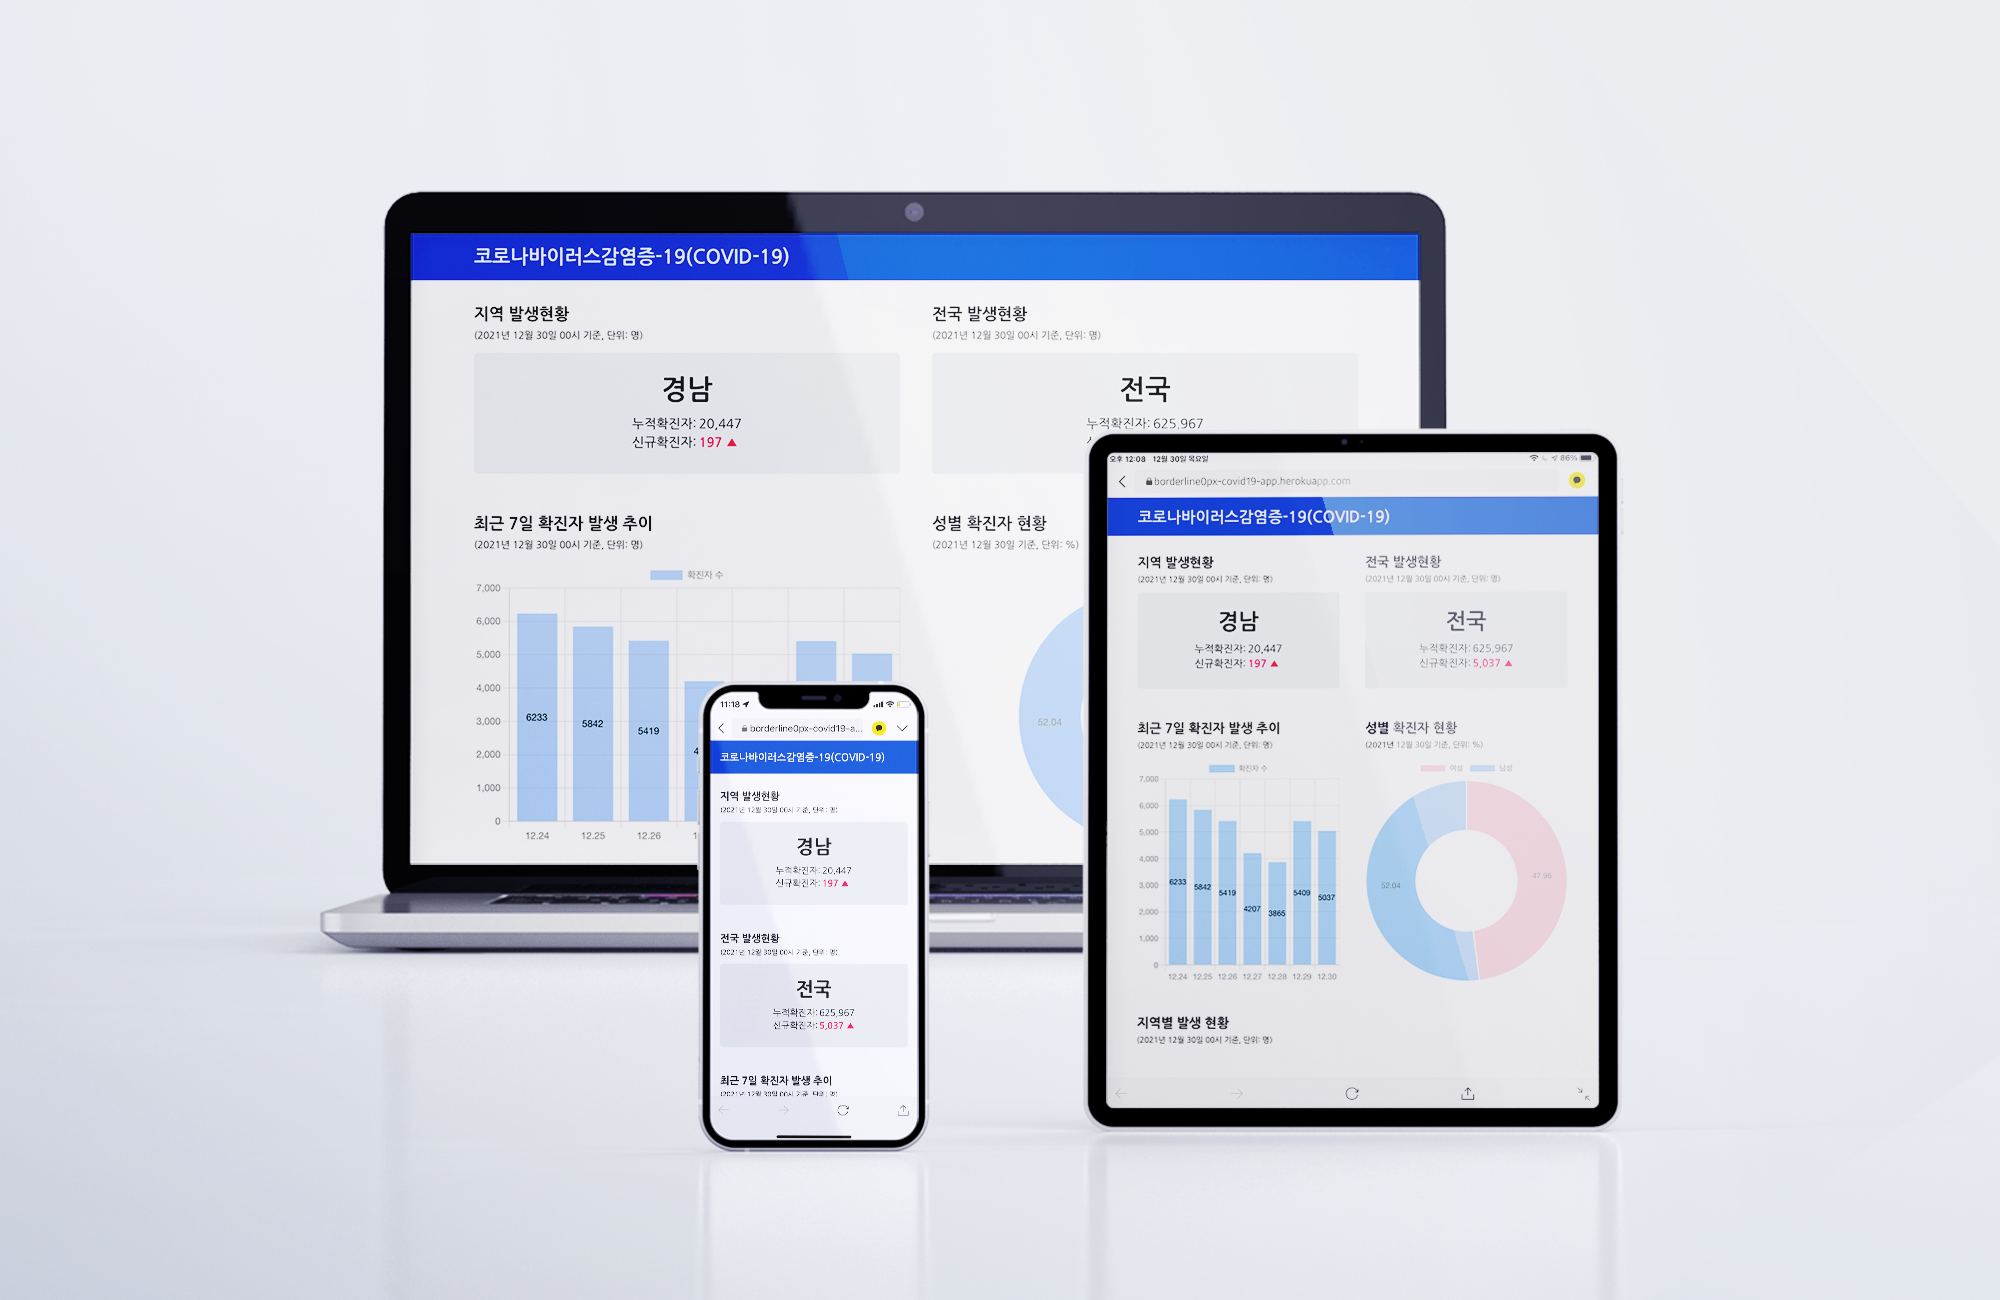 코로나바이러스감염증-19(COVID-19)
지역 발생현황
(2021년 12월 30일 00시 기준, 단위: 명)
경남
누적확진자: 20,447
신규확진자: 197 ▲
전국 발생현황
(2021년 12월 30일 00시 기준, 단위: 명)
전국
누적확진자: 625,967
최근 7일 확진자 발생 추이
(2021년 12월 30일 00시 기준, 단위: 명)
확진자 수
7,000
6,000
5,000
4,000
3,000
2,000
1,000
0
6233
5842
5419
12.24
12.25
12.26
성별 확진자 현황
(2021년 12월 30일 기준, 단위: %)
52.04
11:18
borderline0px-covid19-a...
코로나바이러스감염증-19(COVID-19)
지역 발생현황
(2021년 12월 30일 00시 기준, 단위: 명)
경남
누적확진자: 20,447
신규확진자: 197 ▲
전국 발생현황
(2021년 12월 30일 00시 기준, 단위: 명)
전국
누적확진자: 625,967
신규확진자: 5,037 ▲
최근 7일 확진자 발생 추이
(2021년 12월 30일 00시 기준, 단위: 명)
오후 12:08 12월 30일 목요일
86%
borderline0px-covid19-app.herokuapp.com
코로나바이러스감염증-19(COVID-19)
지역 발생현황
(2021년 12월 30일 00시 기준, 단위: 명)
경남
누적확진자: 20,447
신규확진자: 197 ▲
전국 발생현황
(2021년 12월 30일 00시 기준, 단위: 명)
전국
누적확진자: 625,967
신규확진자: 5,037 ▲
최근 7일 확진자 발생 추이
(2021년 12월 30일 00시 기준, 단위: 명)
확진자 수
7,000
6,000
5,000
4,000
3,000
2,000
1,000
0
6233
5842
5419
4207
3865
5409
5037
12.24 12.25 12.26 12.27 12.28 12.29 12.30
성별 확진자 현황
(2021년 12월 30일 기준, 단위: %)
여성 남성
52.04
47.96
지역별 발생 현황
(2021년 12월 30일 00시 기준, 단위: 명)